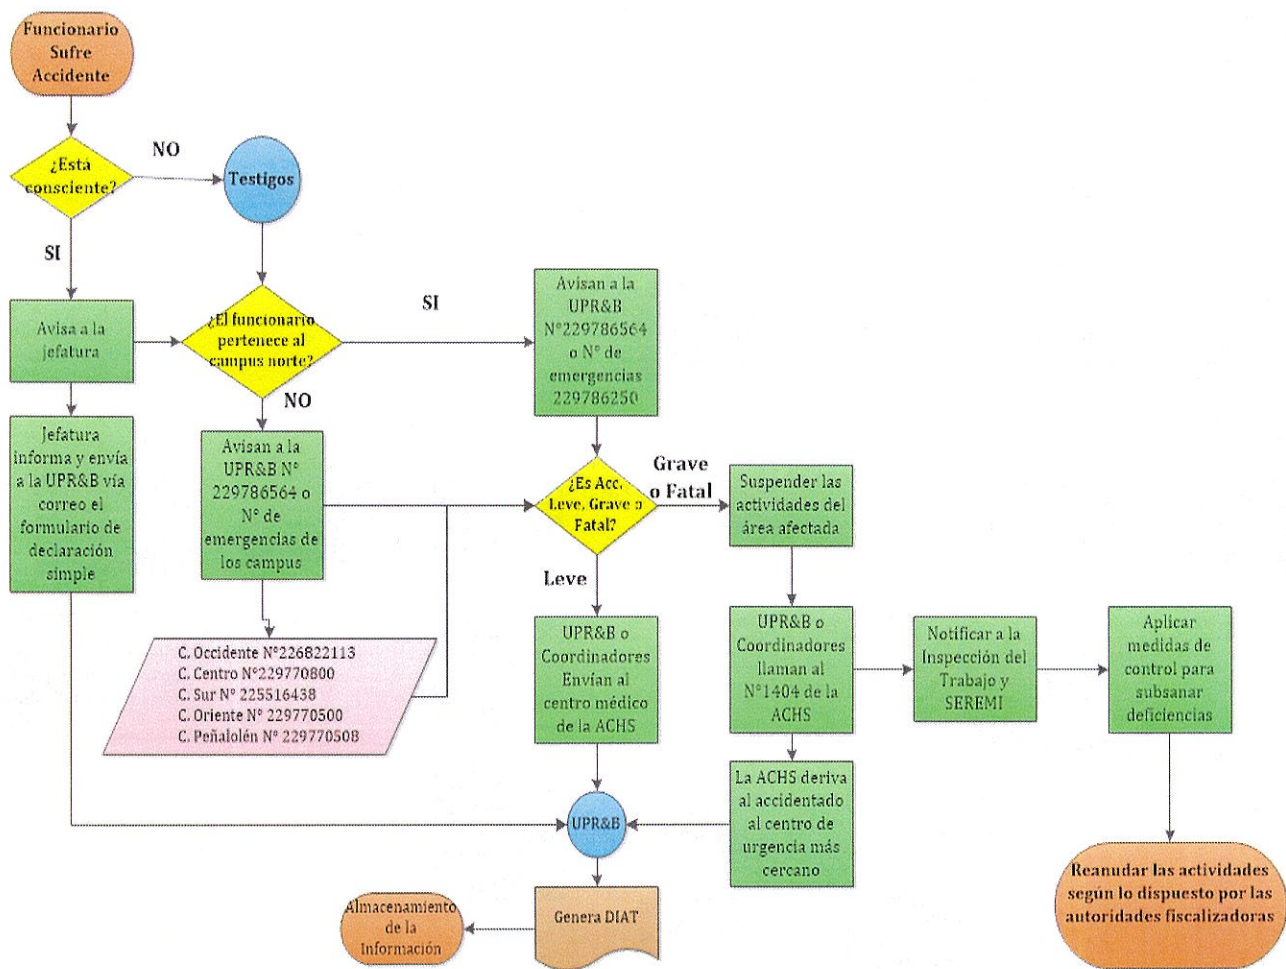 Funcionario
Sufre
Accidente
¿Está
consciente?
NO
Testigos
SI
Avisa a la
jefatura
¿El funcionario
pertenece al
campus norte?
SI
Avisan a la
UPR&B
N°229786564
o N° de
emergencias
229786250
NO
Jefatura
informa y envía
a la UPR&B vía
correo el
formulario de
declaración
simple
Avisan a la
UPR&B N°
229786564 o
N° de
emergencias de
los campus
¿Es Acc.
Leve, Grave o
Fatal?
Grave
o Fatal
Suspender las
actividades del
área afectada
Leve
C. Occidente N°226822113
C. Centro N°229770800
C. Sur N° 225516438
C. Oriente N° 229770500
C. Peñalolén N° 229770508
UPR&B o
Coordinadores
Envían al
centro médico
de la ACHS
UPR&B o
Coordinadores
llaman al
N°1404 de la
ACHS
Notificar a la
Inspección del
Trabajo y
SEREMI
Aplicar
medidas de
control para
subsanar
deficiencias
UPR&B
La ACHS deriva
al accidentado
al centro de
urgencia más
cercano
Reanudar las actividades
según lo dispuesto por las
autoridades fiscalizadoras
Genera DIAT
Almacenamiento
de la
Información